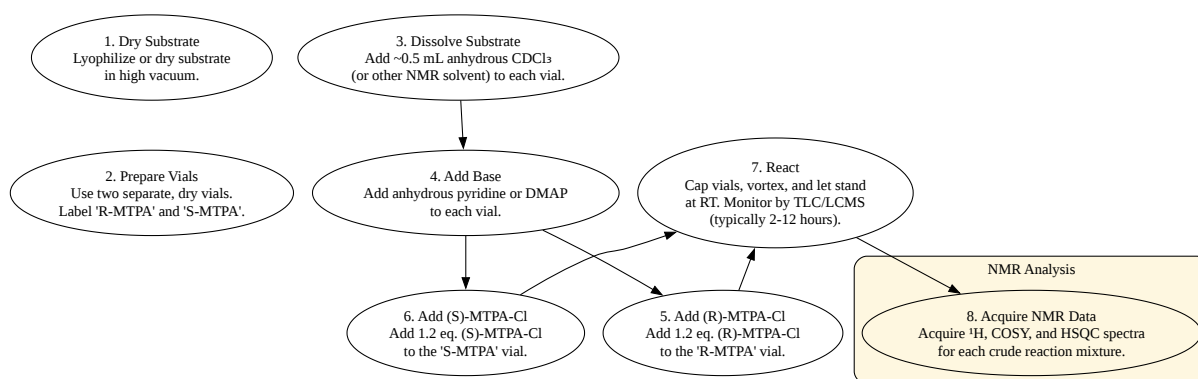 1. Dry Substrate
Lyophilize or dry substrate
in high vacuum.
3. Dissolve Substrate
Add ~0.5 mL anhydrous CDCl₃
(or other NMR solvent) to each vial.
2. Prepare Vials
Use two separate, dry vials.
Label 'R-MTPA' and 'S-MTPA'.
4. Add Base
Add anhydrous pyridine or DMAP
to each vial.
7. React
Cap vials, vortex, and let stand
at RT. Monitor by TLC/LCMS
(typically 2-12 hours).
6. Add (S)-MTPA-Cl
Add 1.2 eq. (S)-MTPA-Cl
to the 'S-MTPA' vial.
5. Add (R)-MTPA-Cl
Add 1.2 eq. (R)-MTPA-Cl
to the 'R-MTPA' vial.
NMR Analysis
8. Acquire NMR Data
Acquire ¹H, COSY, and HSQC spectra
for each crude reaction mixture.